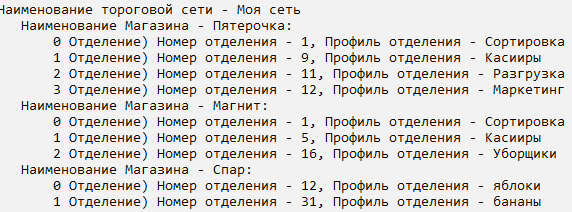 Наименование тороговой сети - Моя сеть
Наименование Магазина - Пятерочка:
0 Отделение) Номер отделения - 1, Профиль отделения - Сортировка
1 Отделение) Номер отделения - 9, Профиль отделения - Касииры
2 Отделение) Номер отделения - 11, Профиль отделения - Разгрузка
3 Отделение) Номер отделения - 12, Профиль отделения - Маркетинг
Наименование Магазина - Магнит:
0 Отделение) Номер отделения - 1, Профиль отделения - Сортировка
1 Отделение) Номер отделения - 5, Профиль отделения - Касииры
2 Отделение) Номер отделения - 16, Профиль отделения - Уборщики
Наименование Магазина - Спар:
0 Отделение) Номер отделения - 12, Профиль отделения - яблоки
1 Отделение) Номер отделения - 31, Профиль отделения - бананы